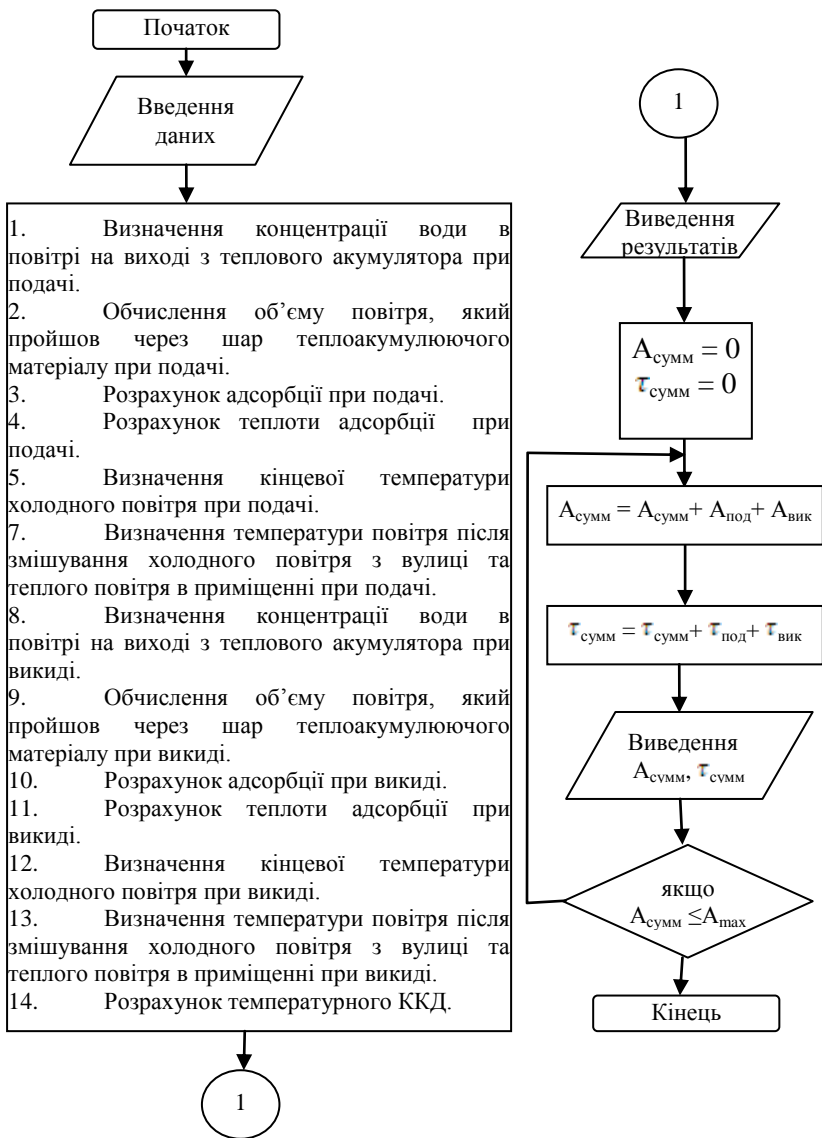 Початок
Введення
даних
1. Визначення концентрації води в
повітрі на виході з теплового акумулятора при
подачі.
2. Обчислення об’єму повітря, який
пройшов через шар теплоакумулюючого
матеріалу при подачі.
3. Розрахунок адсорбції при подачі.
4. Розрахунок теплоти адсорбції при
подачі.
5. Визначення кінцевої температури
холодного повітря при подачі.
7. Визначення температури повітря після
змішування холодного повітря з вулиці та
теплого повітря в приміщенні при подачі.
8. Визначення концентрації води в
повітрі на виході з теплового акумулятора при
викиді.
9. Обчислення об’єму повітря, який
пройшов через шар теплоакумулюючого
матеріалу при викиді.
10. Розрахунок адсорбції при викиді.
11. Розрахунок теплоти адсорбції при
викиді.
12. Визначення кінцевої температури
холодного повітря при викиді.
13. Визначення температури повітря після
змішування холодного повітря з вулиці та
теплого повітря в приміщенні при викиді.
14. Розрахунок температурного ККД.
1
1
Виведення
результатів
Aсумм = 0
τсумм = 0
Aсумм = Aсумм+ Aпод+ Aвик
τсумм = τсумм+ τпод+ τвик
Виведення
Aсумм, τсумм
якщо
Aсумм ≤Amax
Кінець